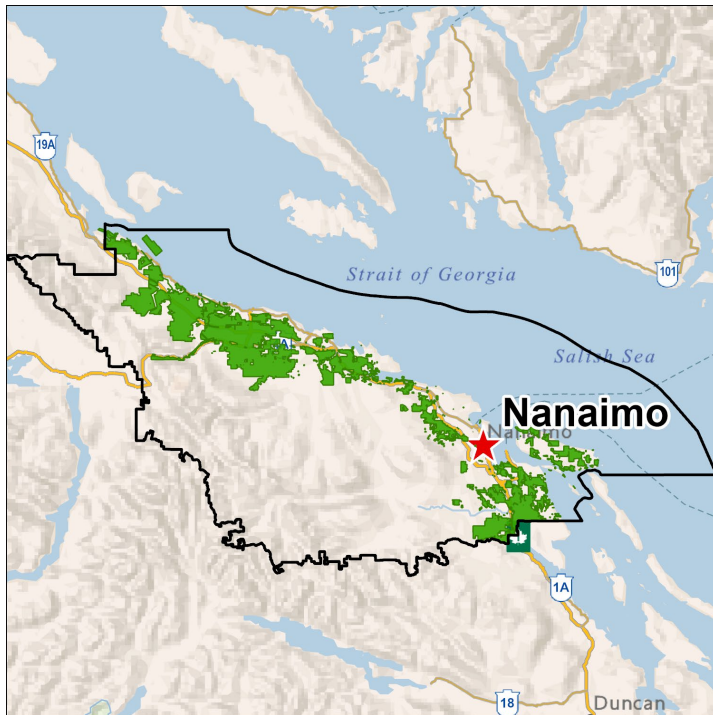 19A
Strait of Georgia
101
Salish Sea
Nanaimo
Nanaimo
1A
18
Duncan